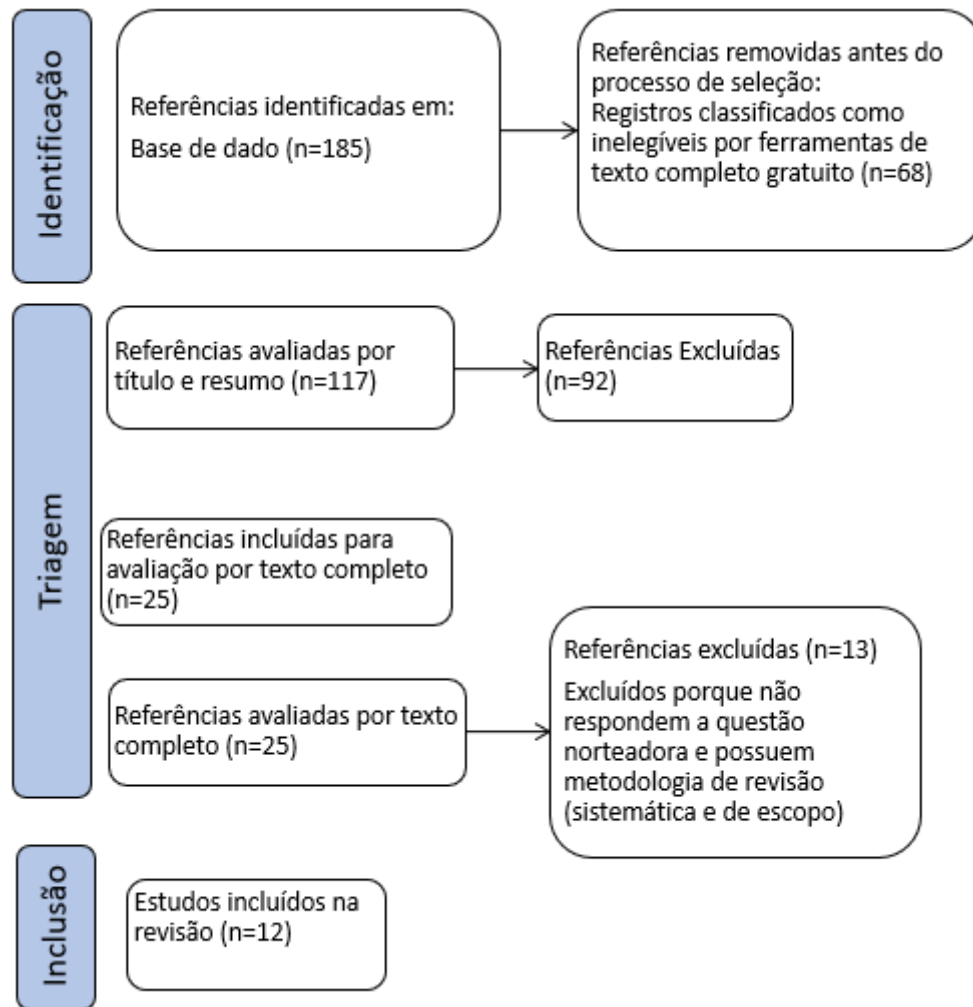 Identificação
Referências identificadas em:
Base de dado (n=185)
Referências removidas antes do
processo de seleção:
Registros classificados como
inelegíveis por ferramentas de
texto completo gratuito (n=68)
Triagem
Referências avaliadas por
título e resumo (n=117)
Referências Excluídas
(n=92)
Referências incluídas para
avaliação por texto completo
(n=25)
Referências avaliadas por texto
completo (n=25)
Referências excluídas (n=13)
Excluídos porque não
respondem a questão
norteadora e possuem
metodologia de revisão
(sistemática e de escopo)
Inclusão
Estudos incluídos na
revisão (n=12)